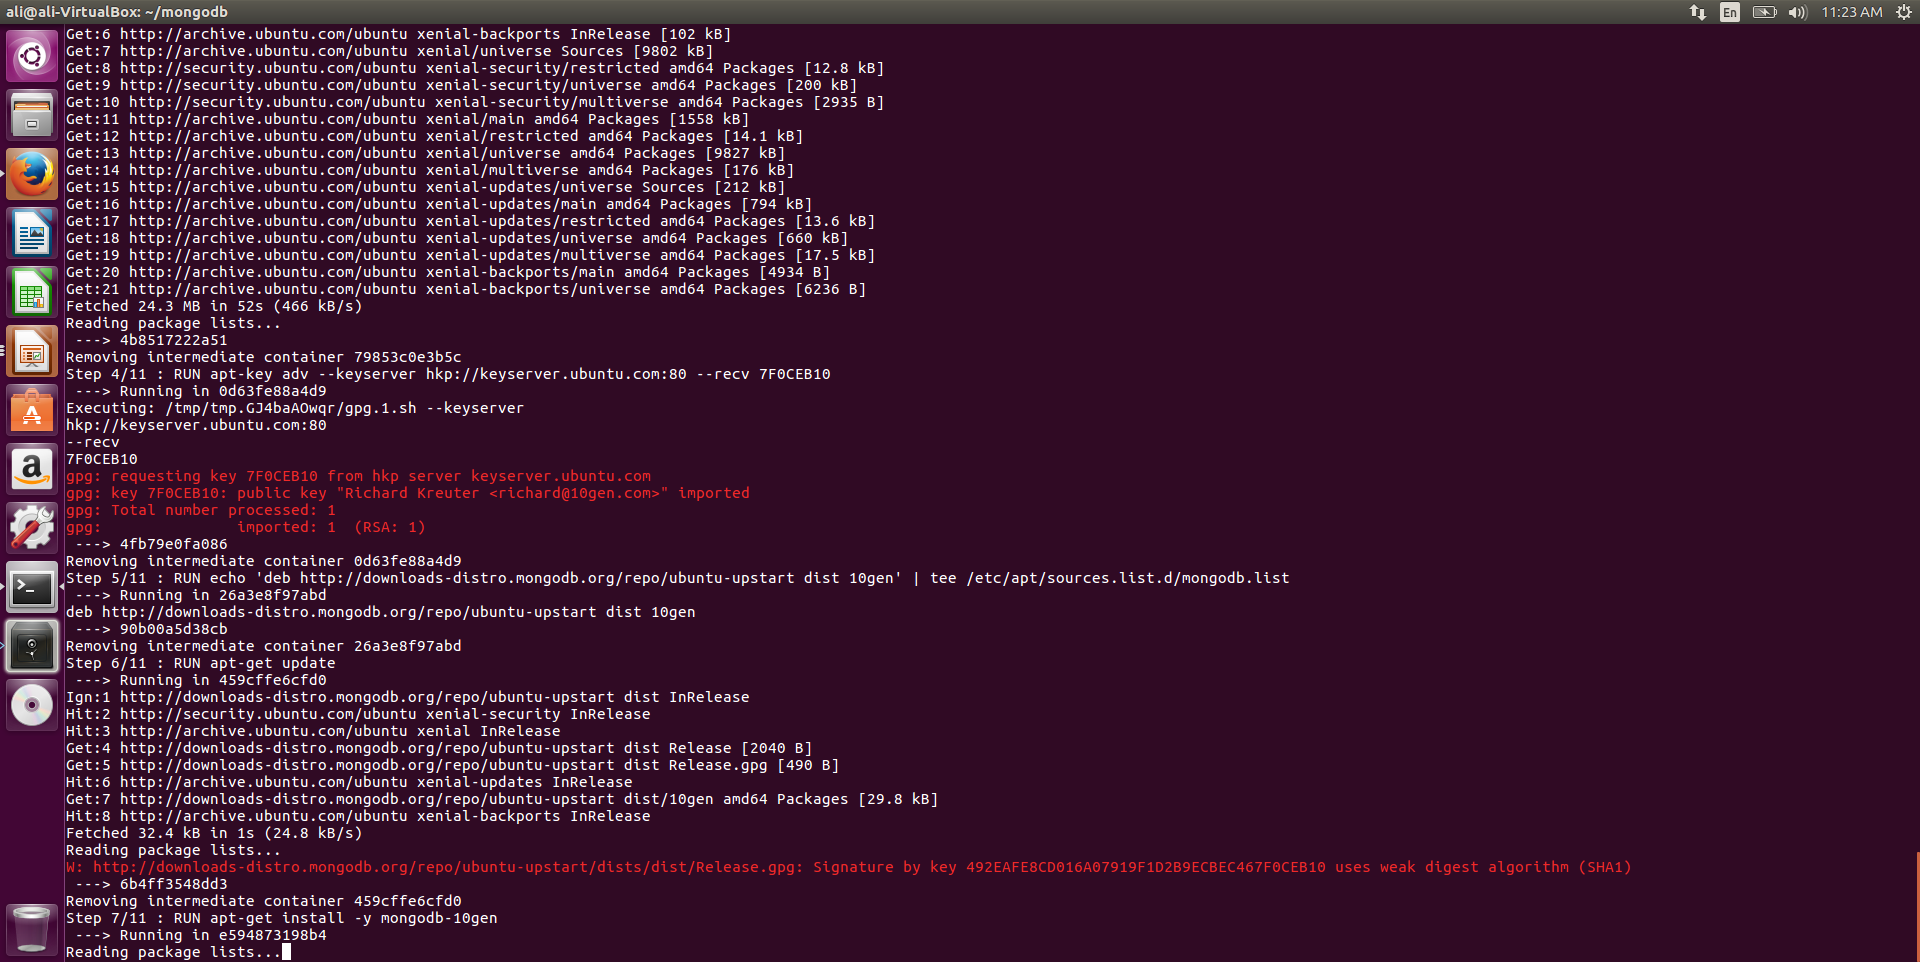 ali@ali-VirtualBox: ~/mongodb
En
11:23 AM
Get:6 http://archive.ubuntu.com/ubuntu xenial-backports InRelease [102 kB]
Get:7 http://archive.ubuntu.com/ubuntu xenial/universe Sources [9802 kB]
Get:8 http://security.ubuntu.com/ubuntu xenial-security/restricted amd64 Packages [12.8 kB]
Get:9 http://security.ubuntu.com/ubuntu xenial-security/universe amd64 Packages [200 kB]
Get:10 http://security.ubuntu.com/ubuntu xenial-security/multiverse amd64 Packages [2935 B]
Get:11 http://archive.ubuntu.com/ubuntu xenial/main amd64 Packages [1558 kB]
Get:12 http://archive.ubuntu.com/ubuntu xenial/restricted amd64 Packages [14.1 kB]
Get:13 http://archive.ubuntu.com/ubuntu xenial/universe amd64 Packages [9827 kB]
Get:14 http://archive.ubuntu.com/ubuntu xenial/multiverse amd64 Packages [176 kB]
Get:15 http://archive.ubuntu.com/ubuntu xenial-updates/universe Sources [212 kB]
Get:16 http://archive.ubuntu.com/ubuntu xenial-updates/main amd64 Packages [794 kB]
Get:17 http://archive.ubuntu.com/ubuntu xenial-updates/restricted amd64 Packages [13.6 kB]
Get:18 http://archive.ubuntu.com/ubuntu xenial-updates/universe amd64 Packages [660 kB]
Get:19 http://archive.ubuntu.com/ubuntu xenial-updates/multiverse amd64 Packages [17.5 kB]
Get:20 http://archive.ubuntu.com/ubuntu xenial-backports/main amd64 Packages [4934 B]
Get:21 http://archive.ubuntu.com/ubuntu xenial-backports/universe amd64 Packages [6236 B]
Fetched 24.3 MB in 52s (466 kB/s)
Reading package lists...
 ---> 4b8517222a51
Removing intermediate container 79853c0e3b5c
Step 4/11 : RUN apt-key adv --keyserver hkp://keyserver.ubuntu.com:80 --recv 7F0CEB10
 ---> Running in 0d63fe88a4d9
Executing: /tmp/tmp.GJ4baAOwqr/gpg.1.sh --keyserver
hkp://keyserver.ubuntu.com:80
--recv
7F0CEB10
gpg: requesting key 7F0CEB10 from hkp server keyserver.ubuntu.com
gpg: key 7F0CEB10: public key "Richard Kreuter <richard@10gen.com>" imported
gpg: Total number processed: 1
gpg:               imported: 1  (RSA: 1)
 ---> 4fb79e0fa086
Removing intermediate container 0d63fe88a4d9
Step 5/11 : RUN echo 'deb http://downloads-distro.mongodb.org/repo/ubuntu-upstart dist 10gen' | tee /etc/apt/sources.list.d/mongodb.list
 ---> Running in 26a3e8f97abd
deb http://downloads-distro.mongodb.org/repo/ubuntu-upstart dist 10gen
 ---> 90b00a5d38cb
Removing intermediate container 26a3e8f97abd
Step 6/11 : RUN apt-get update
 ---> Running in 459cffe6cfd0
Ign:1 http://downloads-distro.mongodb.org/repo/ubuntu-upstart dist InRelease
Hit:2 http://security.ubuntu.com/ubuntu xenial-security InRelease
Hit:3 http://archive.ubuntu.com/ubuntu xenial InRelease
Get:4 http://downloads-distro.mongodb.org/repo/ubuntu-upstart dist Release [2040 B]
Get:5 http://downloads-distro.mongodb.org/repo/ubuntu-upstart dist Release.gpg [490 B]
Hit:6 http://archive.ubuntu.com/ubuntu xenial-updates InRelease
Get:7 http://downloads-distro.mongodb.org/repo/ubuntu-upstart dist/10gen amd64 Packages [29.8 kB]
Hit:8 http://archive.ubuntu.com/ubuntu xenial-backports InRelease
Fetched 32.4 kB in 1s (24.8 kB/s)
Reading package lists...
W: http://downloads-distro.mongodb.org/repo/ubuntu-upstart/dists/dist/Release.gpg: Signature by key 492EAFE8CD016A07919F1D2B9ECBEC467F0CEB10 uses weak digest algorithm (SHA1)
 ---> 6b4ff3548dd3
Removing intermediate container 459cffe6cfd0
Step 7/11 : RUN apt-get install -y mongodb-10gen
 ---> Running in e594873198b4
Reading package lists...